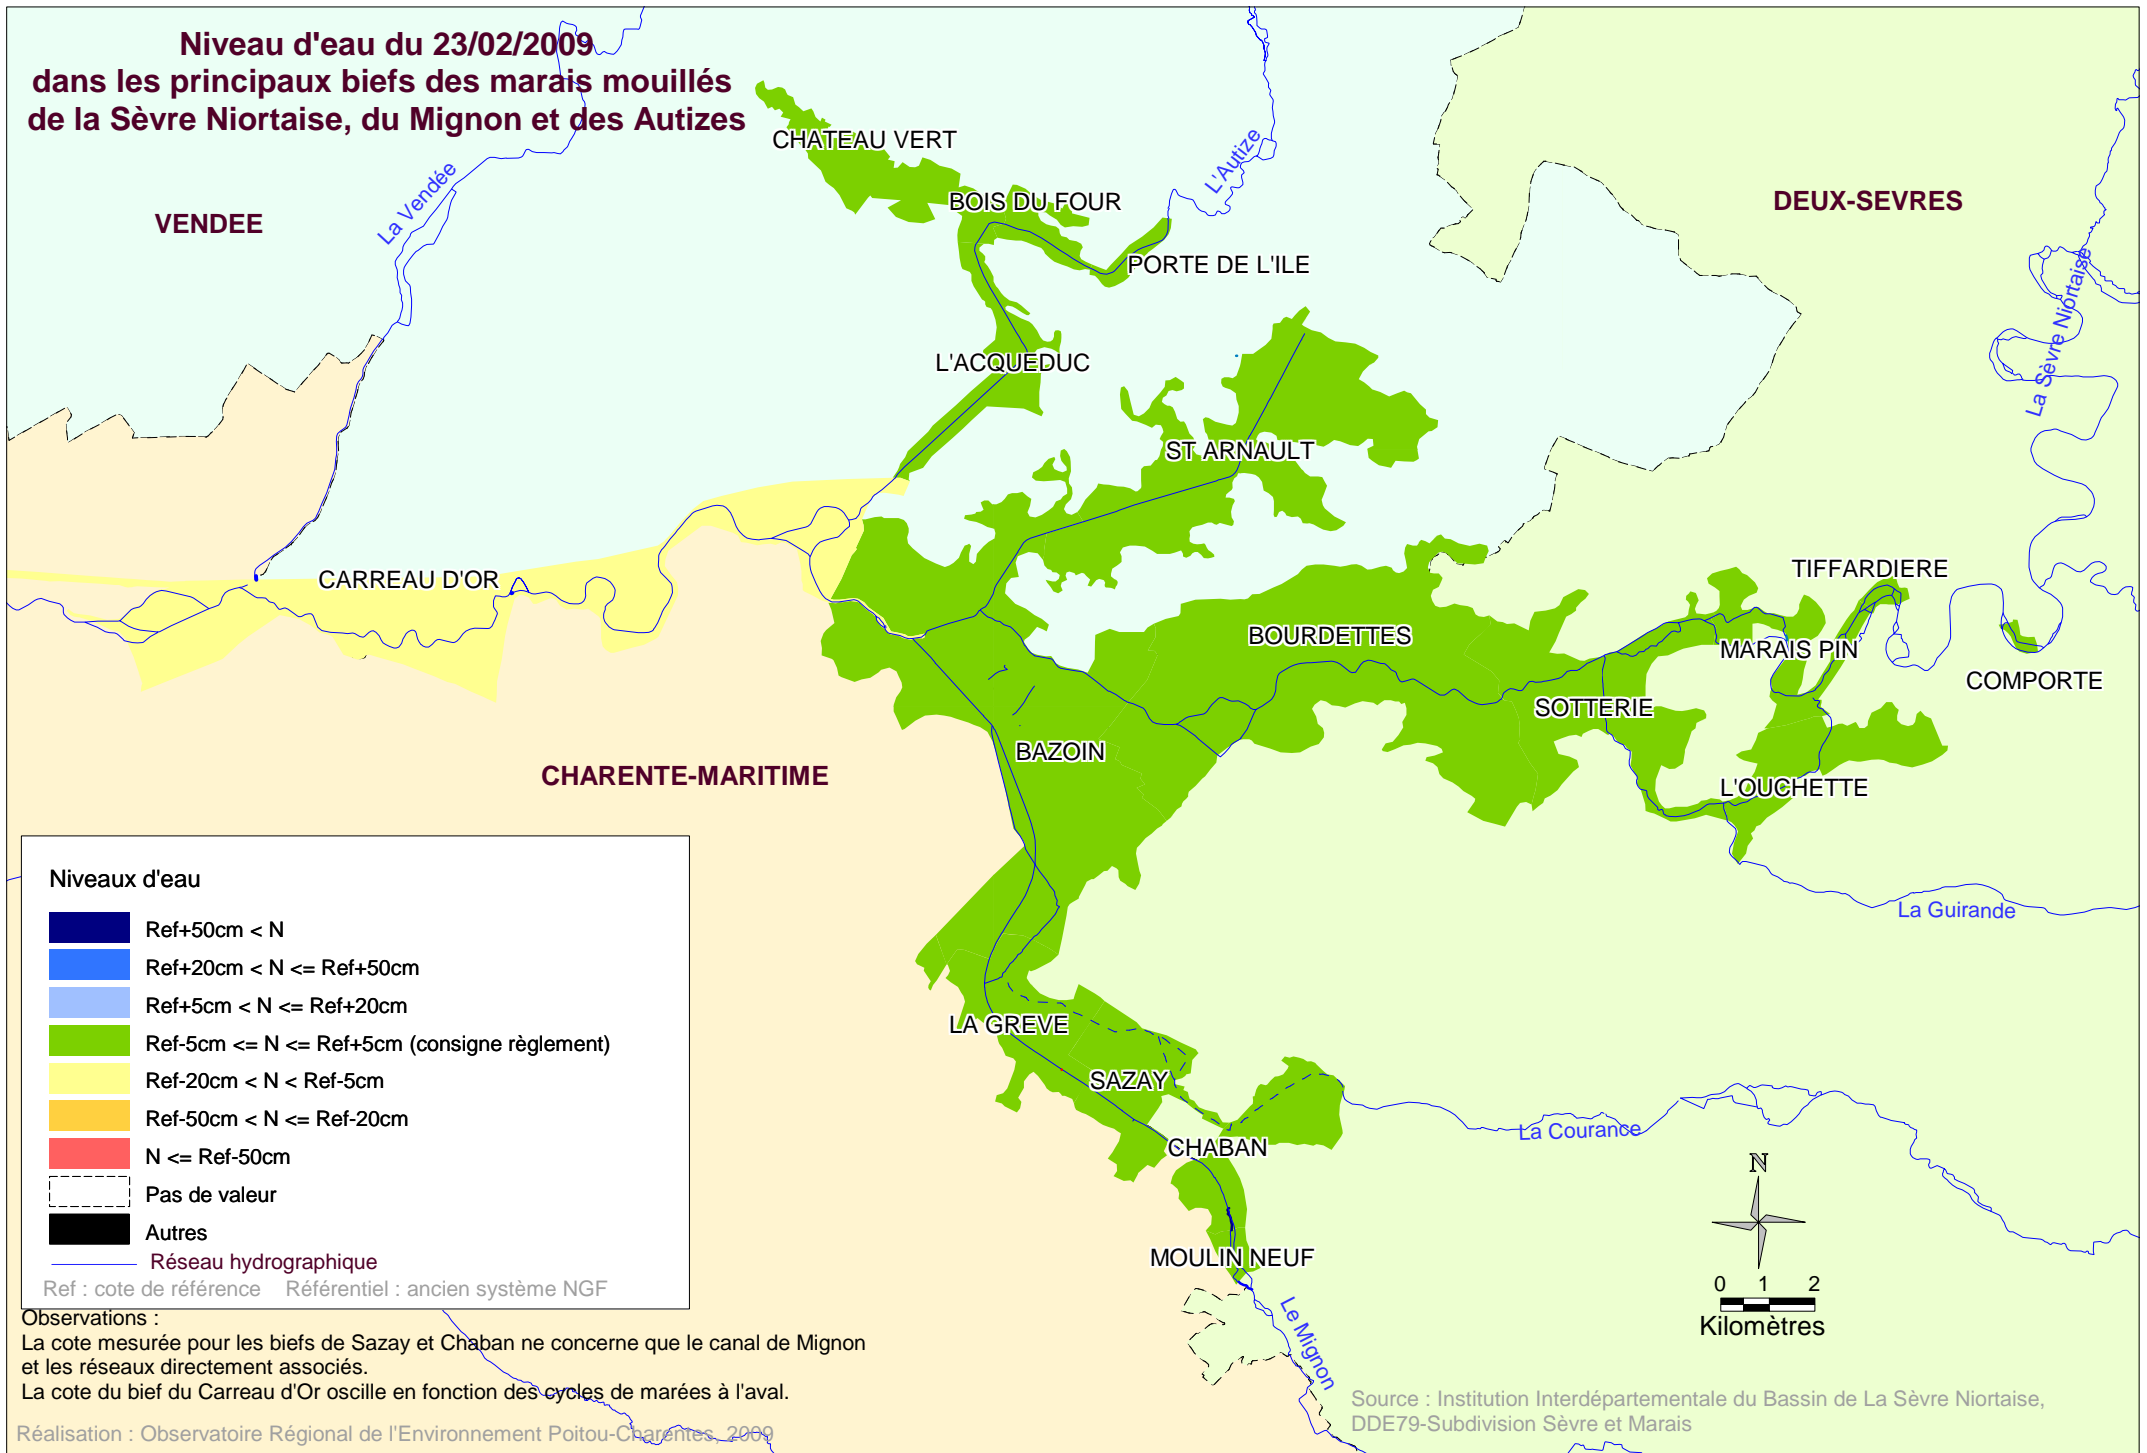 Niveau d'eau du 23/02/2009
dans les principaux biefs des marais mouillés
de la Sèvre Niortaise, du Mignon et des Autizes
CHATEAU VERT
L'Autize
La Vendée
VENDEE
BOIS DU FOUR
DEUX-SEVRES
PORTE DE L'ILE
La Sèvre Niortaise
L'ACQUEDUC
ST ARNAULT
CARREAU D'OR
TIFFARDIERE
BOURDETTES
MARAIS PIN
COMPORTE
SOTTERIE
BAZOIN
CHARENTE-MARITIME
L'OUCHETTE
La Guirande
LA GREVE
SAZAY
La Courance
CHABAN
MOULIN NEUF
Le Mignon
N
0 1 2
Kilomètres
Niveaux d'eau
Ref+50cm < N
Ref+20cm < N <= Ref+50cm
Ref+5cm < N <= Ref+20cm
Ref-5cm <= N <= Ref+5cm (consigne règlement)
Ref-20cm < N < Ref-5cm
Ref-50cm < N <= Ref-20cm
N <= Ref-50cm
Pas de valeur
Autres
Réseau hydrographique
Ref : cote de référence Référentiel : ancien système NGF
Observations :
La cote mesurée pour les biefs de Sazay et Chaban ne concerne que le canal de Mignon
et les réseaux directement associés.
La cote du bief du Carreau d'Or oscille en fonction des cycles de marées à l'aval.
Réalisation : Observatoire Régional de l'Environnement Poitou-Charentes, 2009
Source : Institution Interdépartementale du Bassin de La Sèvre Niortaise,
DDE79-Subdivision Sèvre et Marais